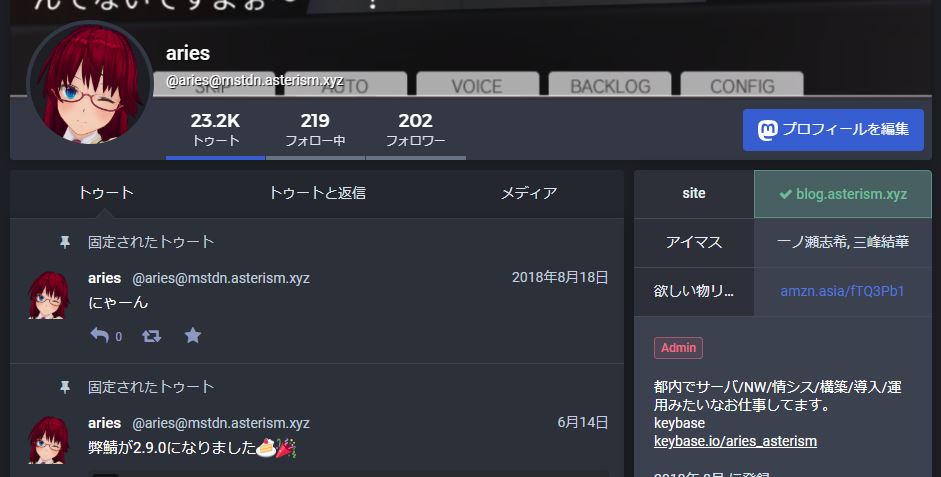 んでないですよぉ～ !
aries
@aries@mstdn.asterism.xyz
SKIP AUTO VOICE BACKLOG CONFIG
23.2K 219 202
トゥート フォロー中 フォロワー
プロフィールを編集
トゥート トゥートと返信 メディア
固定されたトゥート
aries @aries@mstdn.asterism.xyz 2018年8月18日
にゃーん
0
固定されたトゥート
aries @aries@mstdn.asterism.xyz 6月14日
弊鯖が2.9.0になりました🍰🎉
site blog.asterism.xyz
アイマス 一ノ瀬志希, 三峰結華
欲しい物リ... amzn.asia/fTQ3Pb1
Admin
都内でサーバ/NW/情シス/構築/導入/運
用みたいなお仕事してます。
keybase
keybase.io/aries_asterism